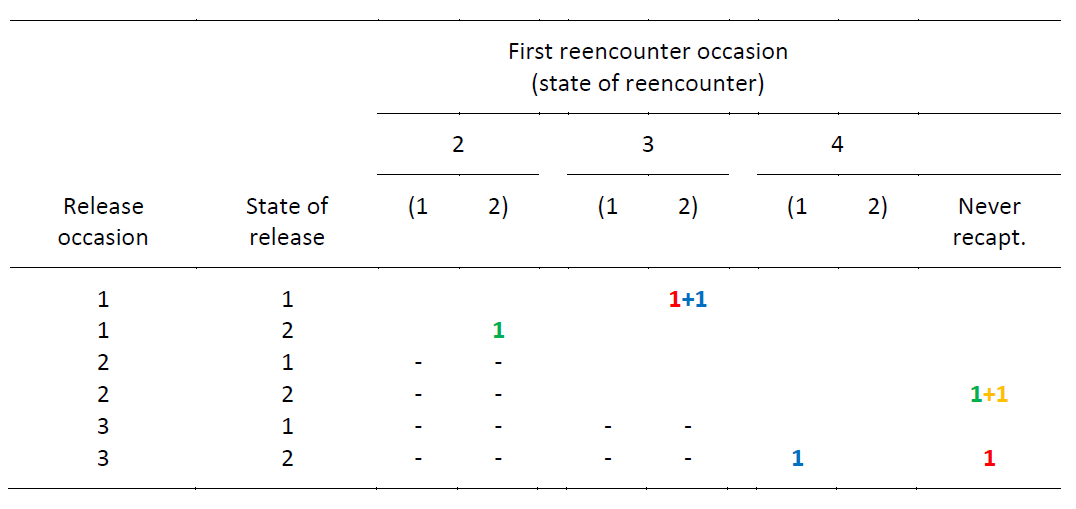 First reencounter occasion
(state of reencounter)
2 3 4
Release State of (1 2) (1 2) (1 2) Never
occasion release recapt.
1 1 1+1
1 2 1
2 1 - -
2 2 - - 1+1
3 1 - - - -
3 2 - - - - 1 1